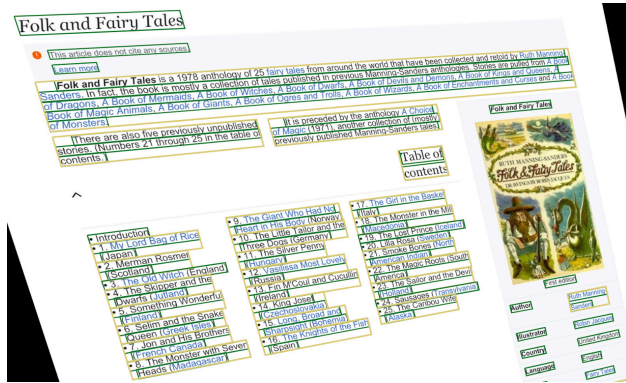 Folk and Fairy Tales
This article does not cite any sources.
Learn more
Folk and Fairy Tales is a 1978 anthology of 25 fairy tales from around the world that have been collected and retold by Ruth Manning-
Sanders. In fact, the book is mostly a collection of tales published in previous Manning-Sanders anthologies. Stories are pulled from A Book
of Dragons, A Book of Mermaids, A Book of Witches, A Book of Dwarfs, A Book of Devils and Demons, A Book of Kings and Queens, A
Book of Magic Animals, A Book of Giants, A Book of Ogres and Trolls, A Book of Wizards, A Book of Enchantments and Curses and A Book
of Monsters.
There are also five previously unpublished
stories. (Numbers 21 through 25 in the table of
contents.
It is preceded by the anthology A Choice
of Magic (1971), another collection of (mostly)
previously published Manning-Sanders tales)
Table of
contents
• Introduction
• 1. My Lord Bag of Rice
(Japan)
• 2. Merman Rosmer
(Scotland)
• 3. The Old Witch (England)
• 4. The Skipper and the
Dwarfs (Jutland)
• 5. Something Wonderful
(Finland)
• 6. Selim and the Snake
Queen (Greek Isles)
• 7. Jon and His Brothers
(French Canada)
• 8. The Monster with Seven
Heads (Madagascar)
• 9. The Giant Who Had No
Heart in His Body (Norway)
• 10. The Little Tailor and the
Three Dogs (Germany)
• 11. The Silver Penny
(Hungary)
• 12. Vasilissa Most Lovely
(Russia)
• 13. Fin M'Coul and Cucullin
(Ireland)
• 14. King Josef
(Czechoslovakia)
• 15. Long, Broad and
Sharpsight (Bohemia)
• 16. The Knights of the Fish
(Spain)
• 17. The Girl in the Basket
(Italy)
• 18. The Monster in the Mill
(Macedonia)
• 19. The Lost Prince (Iceland)
• 20. Lilla Rosa (Sweden)
• 21. Smoke Bones (North
American Indian)
• 22. The Magic Roots (South
America)
• 23. The Sailor and the Devil
(Holland)
• 24. Sausages (Transylvania)
• 25. The Caribou Wife
(Alaska)
Folk and Fairy Tales
RUTH MANNING-SANDERS
Folk & Fairy Tales
DRAWINGS BY ROBIN JACQUES
First edition
Author
Ruth Manning-
Sanders
Illustrator
Robin Jacques
Country
United Kingdom
Language
English
Fairy Tales